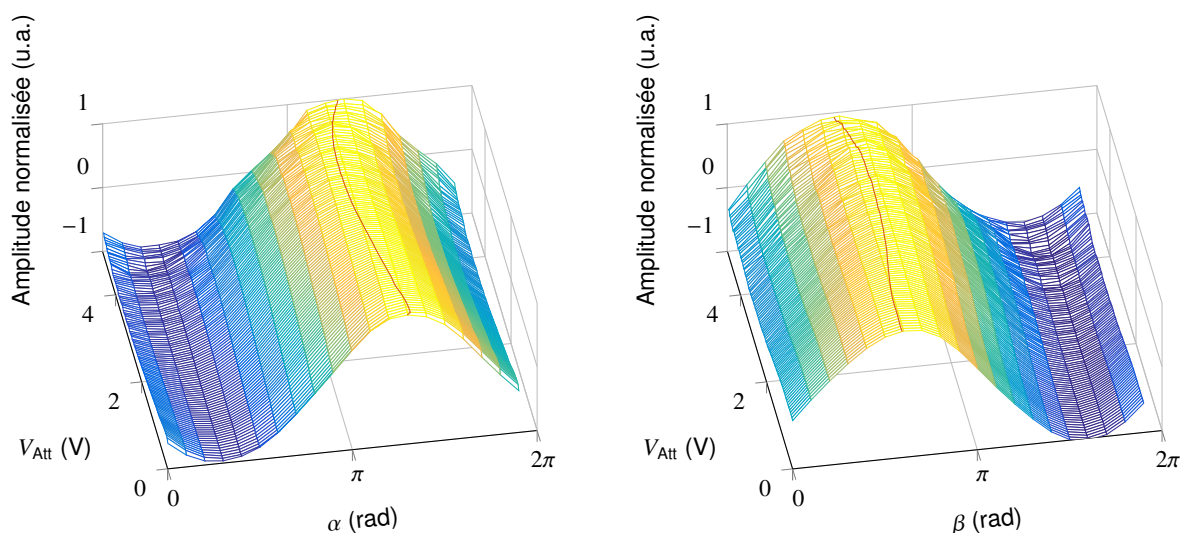 Amplitude normalisée (u.a.)
1
0
−1
4
2
0
V_Att (V)
0
π
2π
α (rad)
Amplitude normalisée (u.a.)
1
0
−1
4
2
0
V_Att (V)
0
π
2π
β (rad)